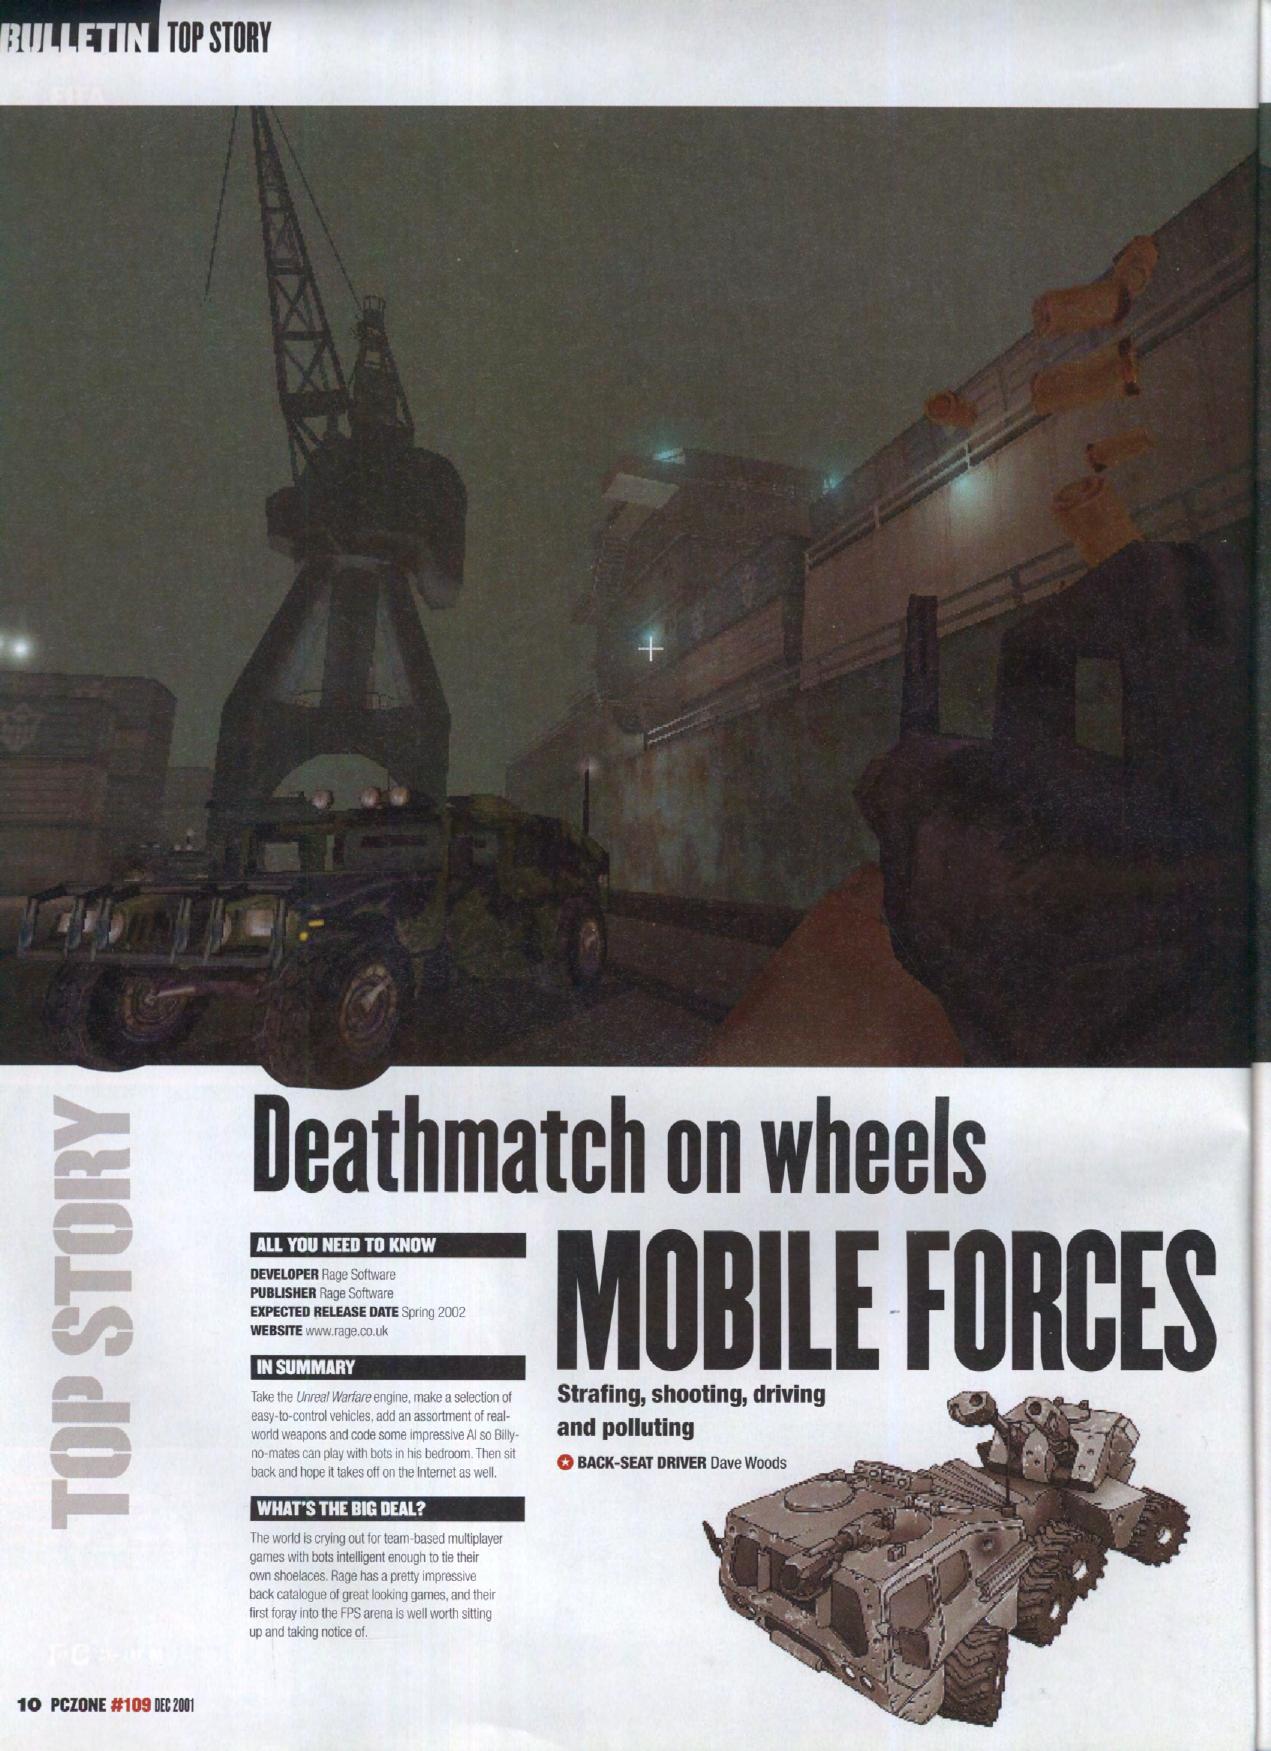 BULLETIN TOP STORY
Deathmatch on wheels
TOP STORY
ALL YOU NEED TO KNOW
DEVELOPER Rage Software
PUBLISHER Rage Software
EXPECTED RELEASE DATE Spring 2002
WEBSITE www.rage.co.uk
IN SUMMARY
Take the Unreal Warfare engine, make a selection of
easy-to-control vehicles, add an assortment of real-
world weapons and code some impressive AI so Billy-
no-mates can play with bots in his bedroom. Then sit
back and hope it takes off on the Internet as well.
WHAT'S THE BIG DEAL?
The world is crying out for team-based multiplayer
games with bots intelligent enough to tie their
own shoelaces. Rage has a pretty impressive
back catalogue of great looking games, and their
first foray into the FPS arena is well worth sitting
up and taking notice of.
MOBILE FORCES
Strafing, shooting, driving
and polluting
BACK-SEAT DRIVER Dave Woods
10 PCZONE #109 DEC 2001